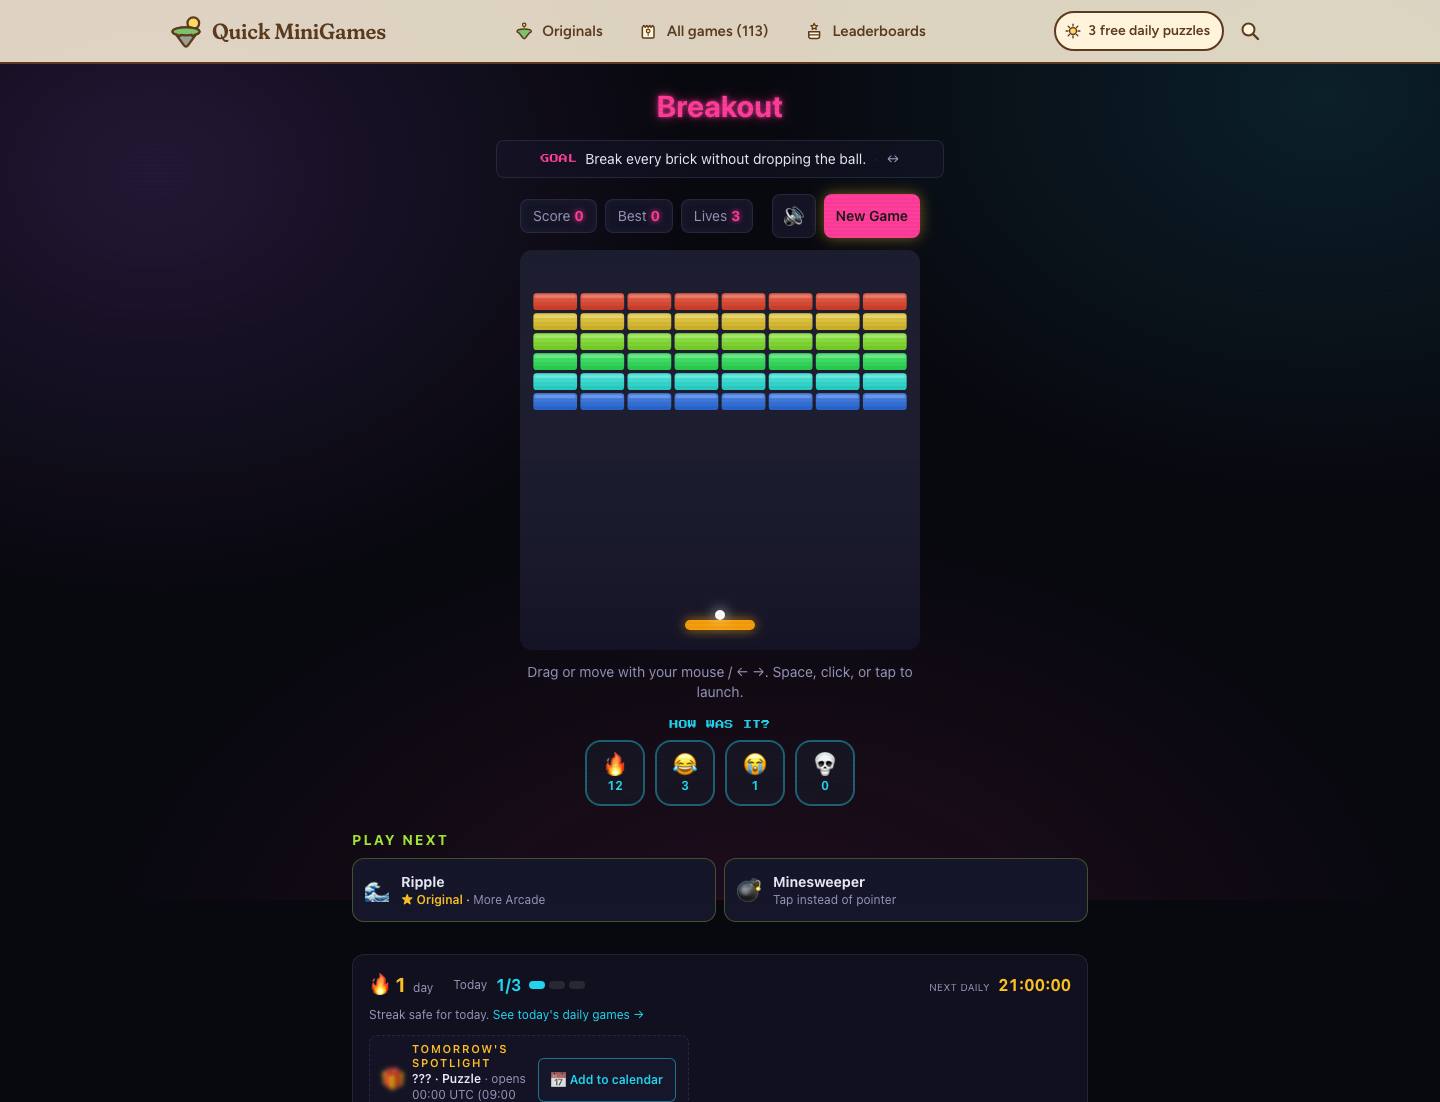 Quick MiniGames
Originals
All games (113)
Leaderboards
3 free daily puzzles
Breakout
GOAL Break every brick without dropping the ball. · ↔
Score 0
Best 0
Lives 3
New Game
Drag or move with your mouse / ← →. Space, click, or tap to
launch.
HOW WAS IT?
12
3
1
0
PLAY NEXT
Ripple
Original · More Arcade
Minesweeper
Tap instead of pointer
1 day
Today 1/3
NEXT DAILY 21:00:00
Streak safe for today. See today's daily games →
TOMORROW'S
SPOTLIGHT
??? · Puzzle · opens
00:00 UTC (09:00
Add to calendar